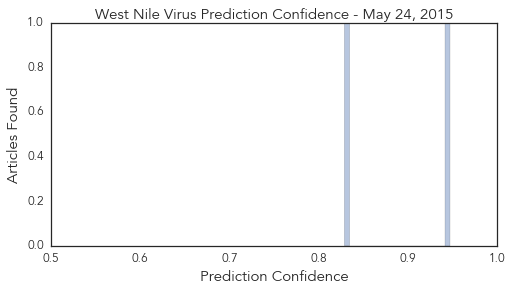 West Nile Virus Prediction Confidence - May 24, 2015
1.0
0.8
0.6
0.4
0.2
0.0
Articles Found
0.5 0.6 0.7 0.8 0.9 1.0
Prediction Confidence